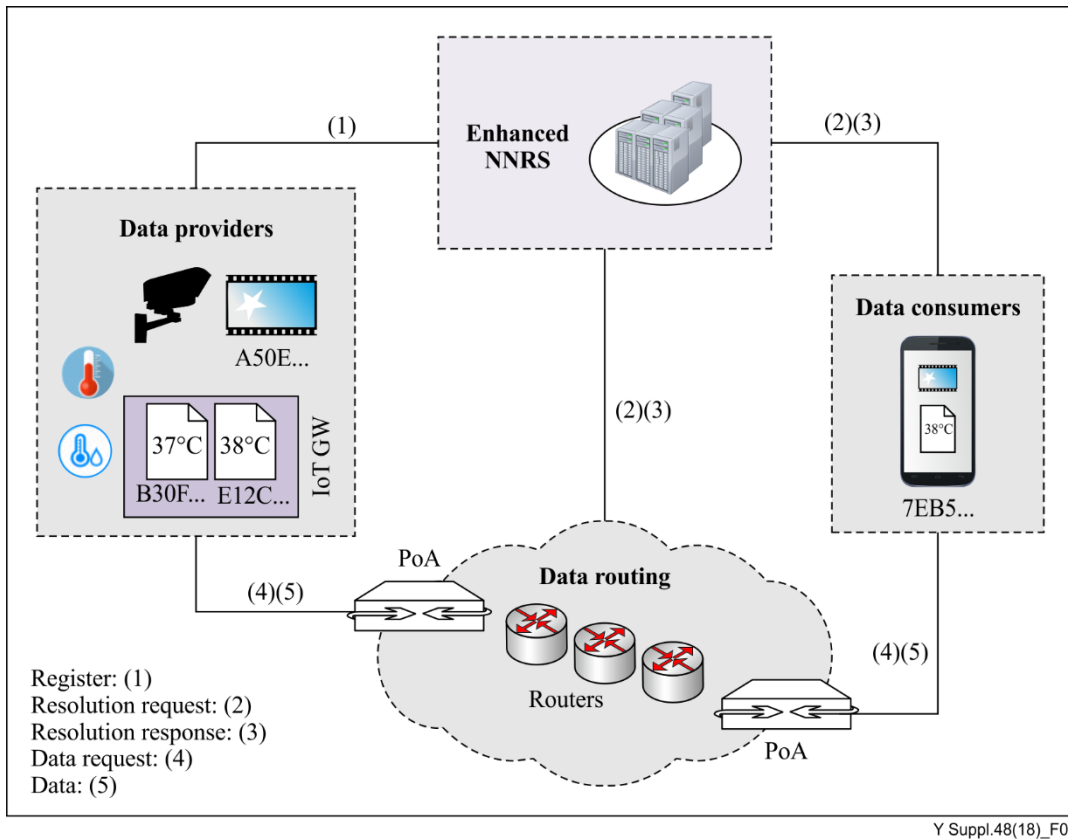 (1)
Enhanced
NNRS
(2)(3)
Data providers
A50E...
37°C
38°C
B30F...
E12C...
IoT GW
(2)(3)
Data consumers
38°C
7EB5...
PoA
Data routing
(4)(5)
Routers
(4)(5)
PoA
Register: (1)
Resolution request: (2)
Resolution response: (3)
Data request: (4)
Data: (5)
Y Suppl.48(18)_F0